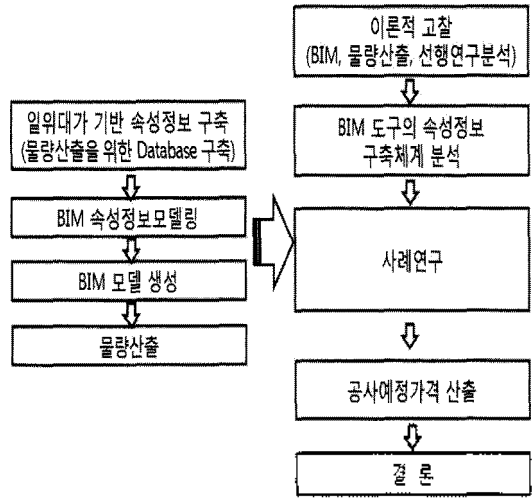 이론적 고찰
(BIM, 물량산출, 선행연구분석)
일위대가 기반 속성정보 구축
(물량산출을 위한 Database 구축)
BIM 도구의 속성정보
구축체계 분석
BIM 속성정보모델링
사례연구
BIM 모델 생성
물량산출
공사예정가격 산출
결 론